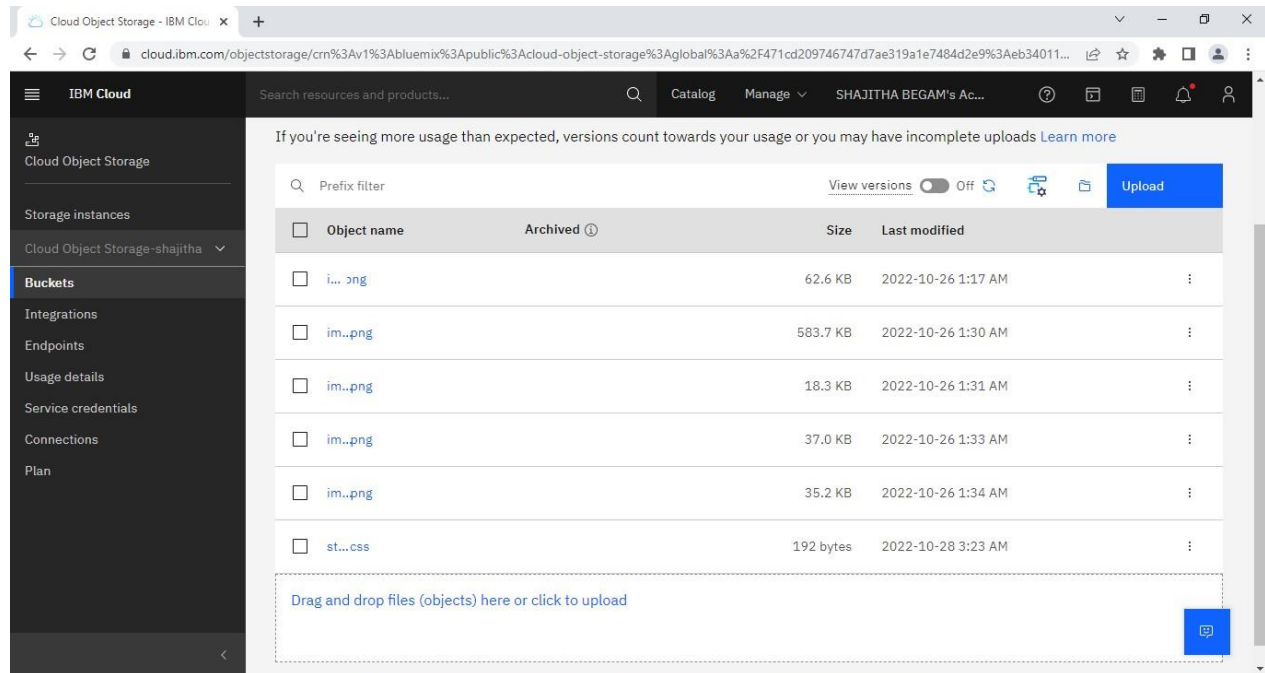 Cloud Object Storage - IBM Clou
cloud.ibm.com/objectstorage/crn%3Av1%3Abluemix%3Apublic%3Acloud-object-storage%3Aglobal%3Aa%2F471cd209746747d7ae319a1e7484d2e9%3Aeb34011...
IBM Cloud Search resources and products... Catalog Manage SHAJITHA BEGAM's Ac...
Cloud Object Storage
Storage instances
Cloud Object Storage-shajitha
Buckets
Integrations
Endpoints
Usage details
Service credentials
Connections
Plan
If you're seeing more usage than expected, versions count towards your usage or you may have incomplete uploads Learn more
Prefix filter View versions Off Upload
Object name Archived Size Last modified
i... png 62.6 KB 2022-10-26 1:17 AM
im..png 583.7 KB 2022-10-26 1:30 AM
im..png 18.3 KB 2022-10-26 1:31 AM
im..png 37.0 KB 2022-10-26 1:33 AM
im..png 35.2 KB 2022-10-26 1:34 AM
st...css 192 bytes 2022-10-28 3:23 AM
Drag and drop files (objects) here or click to upload